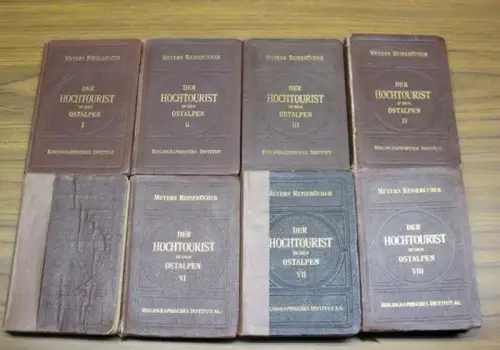 MEYERS REISEBÜCHER
DER
HOCHTOURIST
IN DEN
OSTALPEN
I
BIBLIOGRAPHISCHES INSTITUT
MEYERS REISEBÜCHER
DER
HOCHTOURIST
IN DEN
OSTALPEN
II
BIBLIOGRAPHISCHES INSTITUT
MEYERS REISEBÜCHER
DER
HOCHTOURIST
IN DEN
OSTALPEN
III
BIBLIOGRAPHISCHES INSTITUT
MEYERS REISEBÜCHER
DER
HOCHTOURIST
IN DEN
OSTALPEN
IV
BIBLIOGRAPHISCHES INSTITUT
MEYERS REISEBÜCHER
DER
HOCHTOURIST
IN DEN
OSTALPEN
VI
BIBLIOGRAPHISCHES INSTITUT AG.
MEYERS REISEBÜCHER
DER
HOCHTOURIST
IN DEN
OSTALPEN
VII
BIBLIOGRAPHISCHES INSTITUT A.G.
MEYERS REISEBÜCHER
DER
HOCHTOURIST
IN DEN
OSTALPEN
VIII
BIBLIOGRAPHISCHES INSTITUT AG.